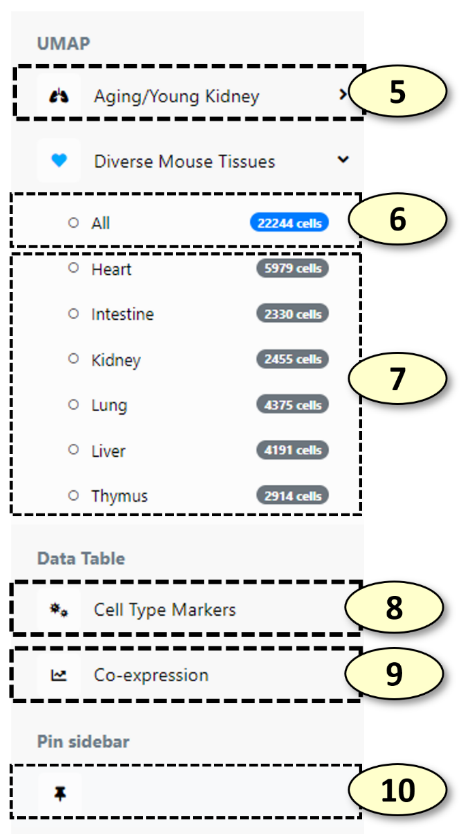 UMAP
Aging/Young Kidney 5
Diverse Mouse Tissues
All 22244 cells 6
Heart 5979 cells
Intestine 2330 cells
Kidney 2455 cells 7
Lung 4375 cells
Liver 4191 cells
Thymus 2914 cells
Data Table
Cell Type Markers 8
Co-expression 9
Pin sidebar
10